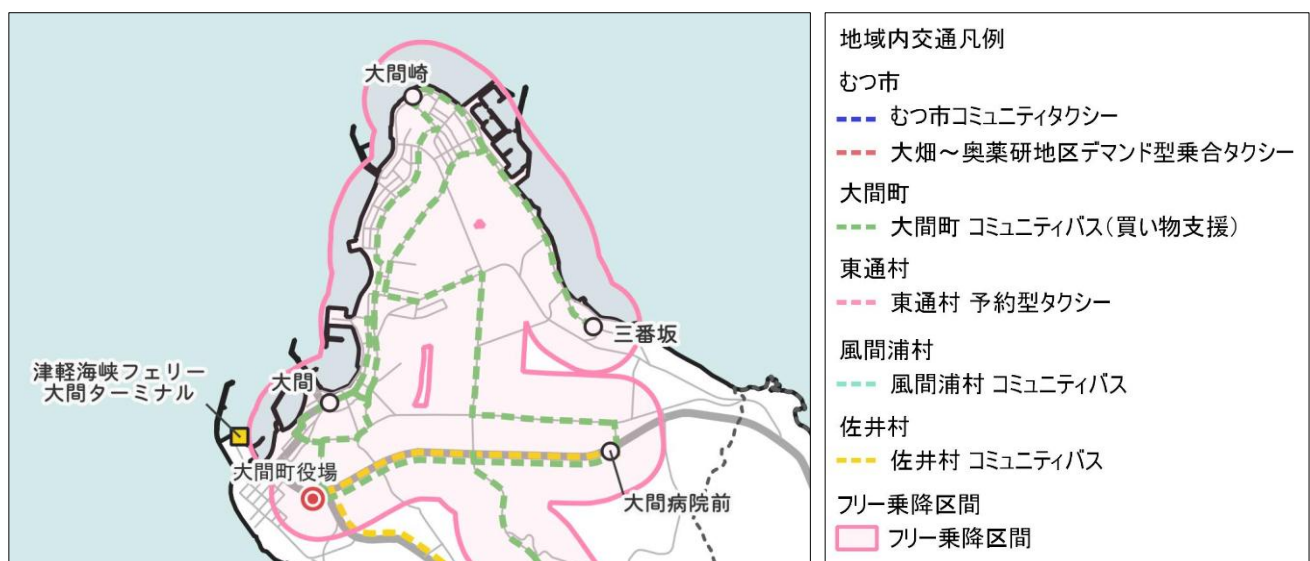 大間崎
三番坂
津軽海峡フェリー
大間ターミナル
大間
大間町役場
大間病院前
地域内交通凡例
むつ市
むつ市コミュニティタクシー
大畑～奥薬研地区デマンド型乗合タクシー
大間町
大間町 コミュニティバス(買い物支援)
東通村
東通村 予約型タクシー
風間浦村
風間浦村 コミュニティバス
佐井村
佐井村 コミュニティバス
フリー乗降区間
フリー乗降区間